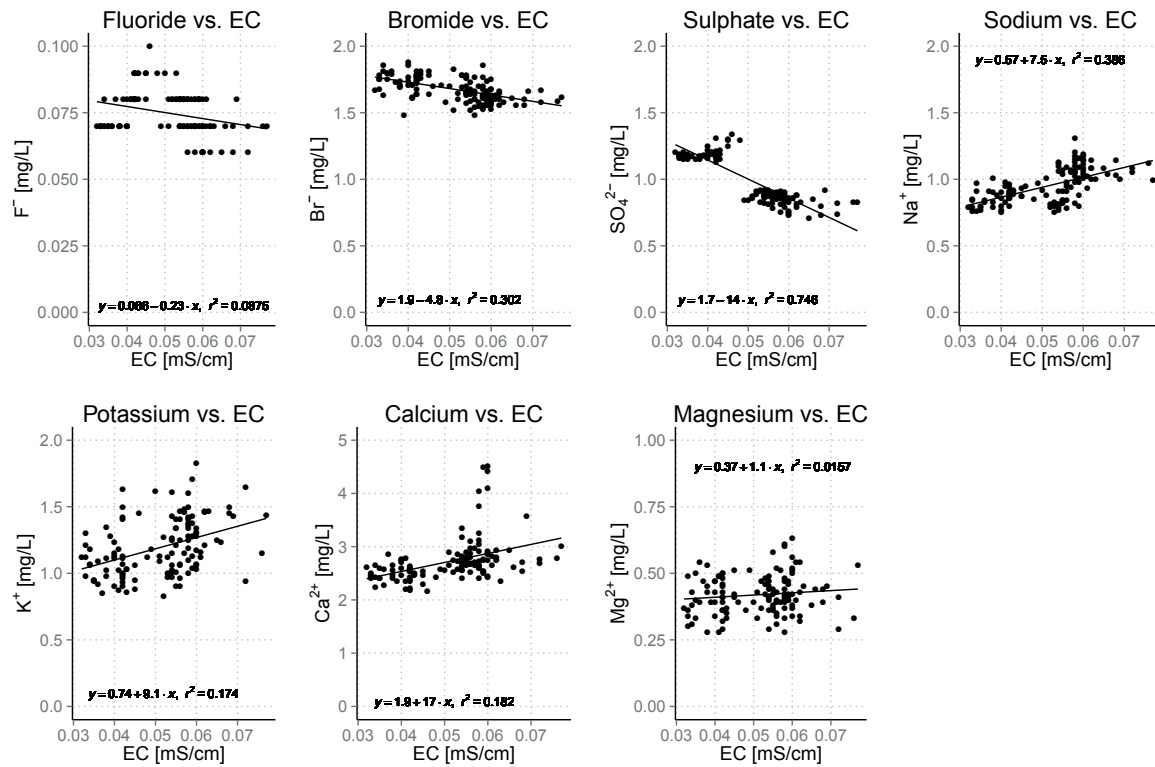 Fluoride vs. EC
F⁻ [mg/L]
0.100
0.075
0.050
0.025
0.000
y = 0.086 − 0.23 · x, r² = 0.0875
0.03 0.04 0.05 0.06 0.07
EC [mS/cm]
Bromide vs. EC
Br⁻ [mg/L]
2.0
1.5
1.0
0.5
0.0
y = 1.9 − 4.8 · x, r² = 0.302
0.03 0.04 0.05 0.06 0.07
EC [mS/cm]
Sulphate vs. EC
SO₄²⁻ [mg/L]
2.0
1.5
1.0
0.5
0.0
y = 1.7 − 14 · x, r² = 0.746
0.03 0.04 0.05 0.06 0.07
EC [mS/cm]
Sodium vs. EC
Na⁺ [mg/L]
2.0
1.5
1.0
0.5
0.0
y = 0.57 + 7.5 · x, r² = 0.386
0.03 0.04 0.05 0.06 0.07
EC [mS/cm]
Potassium vs. EC
K⁺ [mg/L]
2.0
1.5
1.0
0.5
0.0
y = 0.74 + 9.1 · x, r² = 0.174
0.03 0.04 0.05 0.06 0.07
EC [mS/cm]
Calcium vs. EC
Ca²⁺ [mg/L]
5
4
3
2
1
0
y = 1.9 + 17 · x, r² = 0.182
0.03 0.04 0.05 0.06 0.07
EC [mS/cm]
Magnesium vs. EC
Mg²⁺ [mg/L]
1.00
0.75
0.50
0.25
0.00
y = 0.37 + 1.1 · x, r² = 0.0157
0.03 0.04 0.05 0.06 0.07
EC [mS/cm]